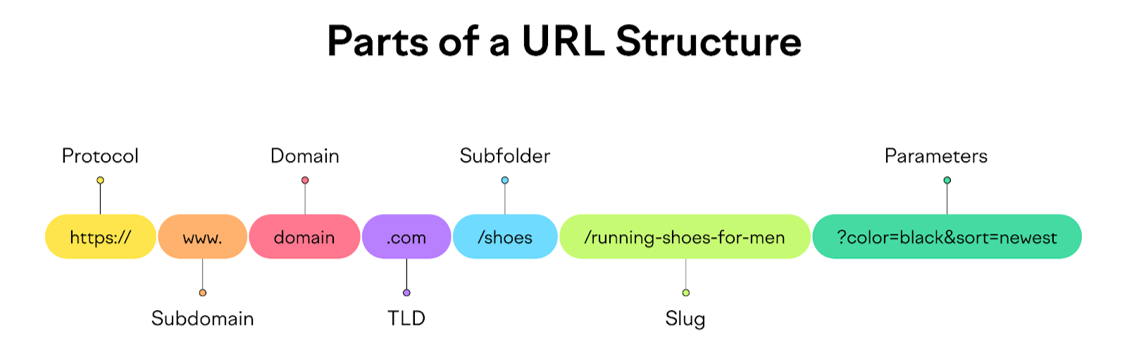 Parts of a URL Structure
Protocol Domain Subfolder Parameters
https:// www. domain .com /shoes /running-shoes-for-men ?color=black&sort=newest
Subdomain TLD Slug